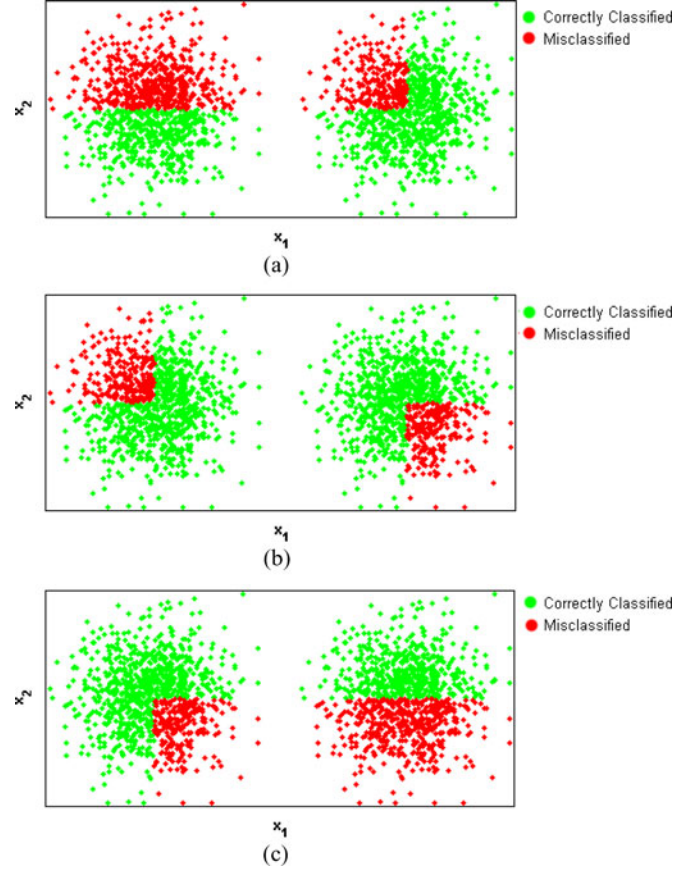 Correctly Classified
Misclassified
x2
x1
(a)
Correctly Classified
Misclassified
x2
x1
(b)
Correctly Classified
Misclassified
x2
x1
(c)